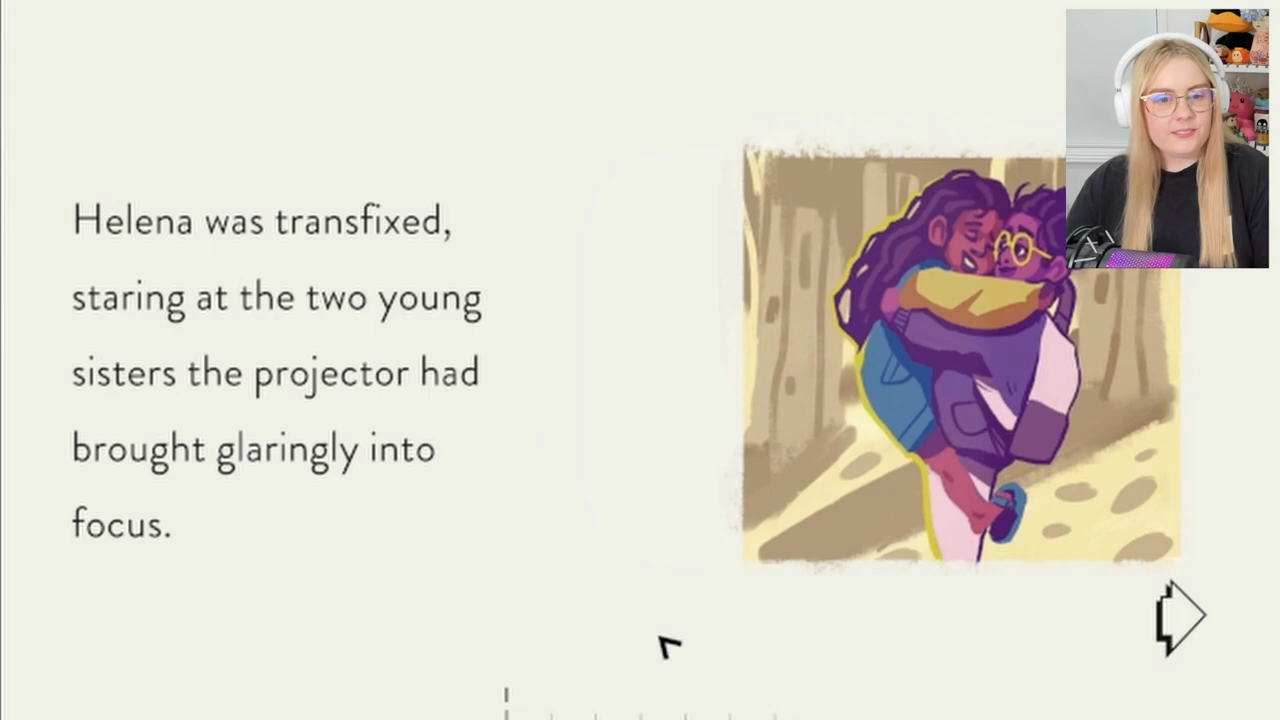 Helena was transfixed,
staring at the two young
sisters the projector had
brought glaringly into
focus.